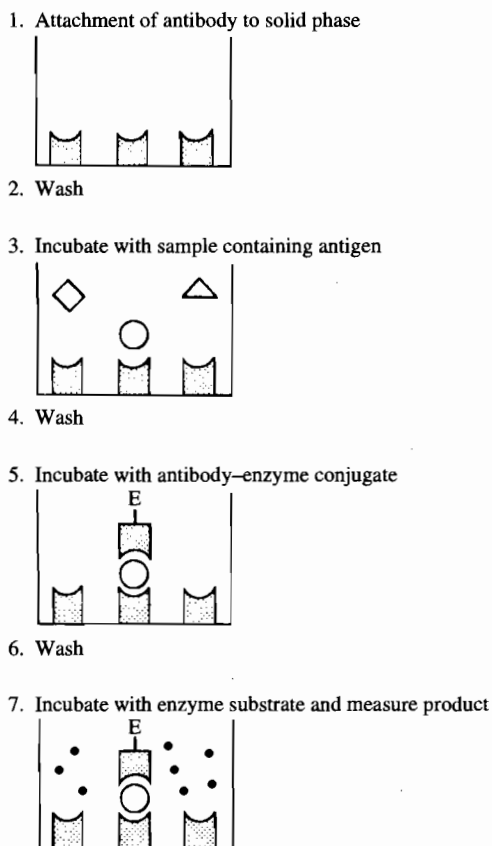 1. Attachment of antibody to solid phase
2. Wash
3. Incubate with sample containing antigen
4. Wash
5. Incubate with antibody–enzyme conjugate
E
6. Wash
7. Incubate with enzyme substrate and measure product
E